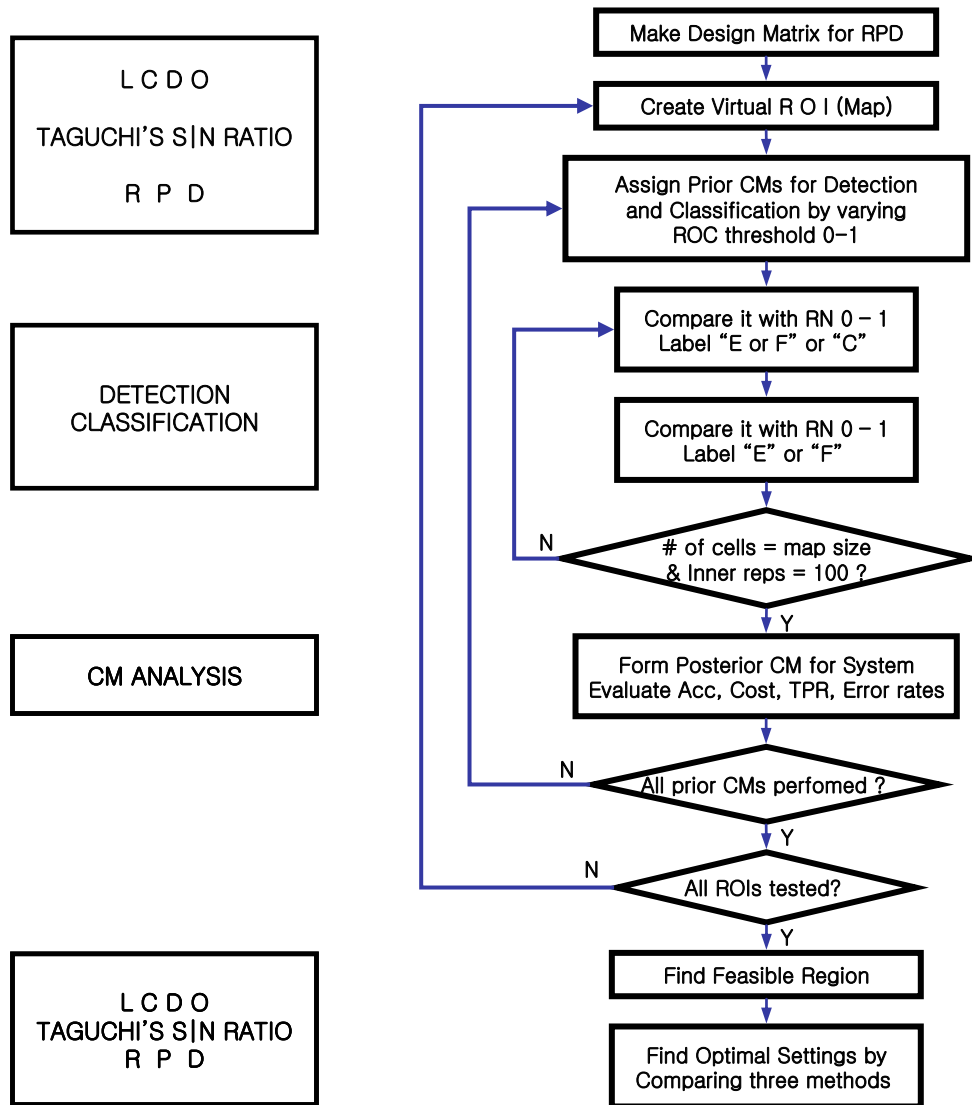 Make Design Matrix for RPD
L C D O
TAGUCHI'S S|N RATIO
R P D
Create Virtual R O I (Map)
Assign Prior CMs for Detection
and Classification by varying
ROC threshold 0-1
DETECTION
CLASSIFICATION
Compare it with RN 0 - 1
Label “E or F” or “C”
Compare it with RN 0 - 1
Label “E” or “F”
N
# of cells = map size
& Inner reps = 100 ?
Y
CM ANALYSIS
Form Posterior CM for System
Evaluate Acc, Cost, TPR, Error rates
N
All prior CMs perfomed ?
Y
N
All ROIs tested?
Y
L C D O
TAGUCHI'S S|N RATIO
R P D
Find Feasible Region
Find Optimal Settings by
Comparing three methods